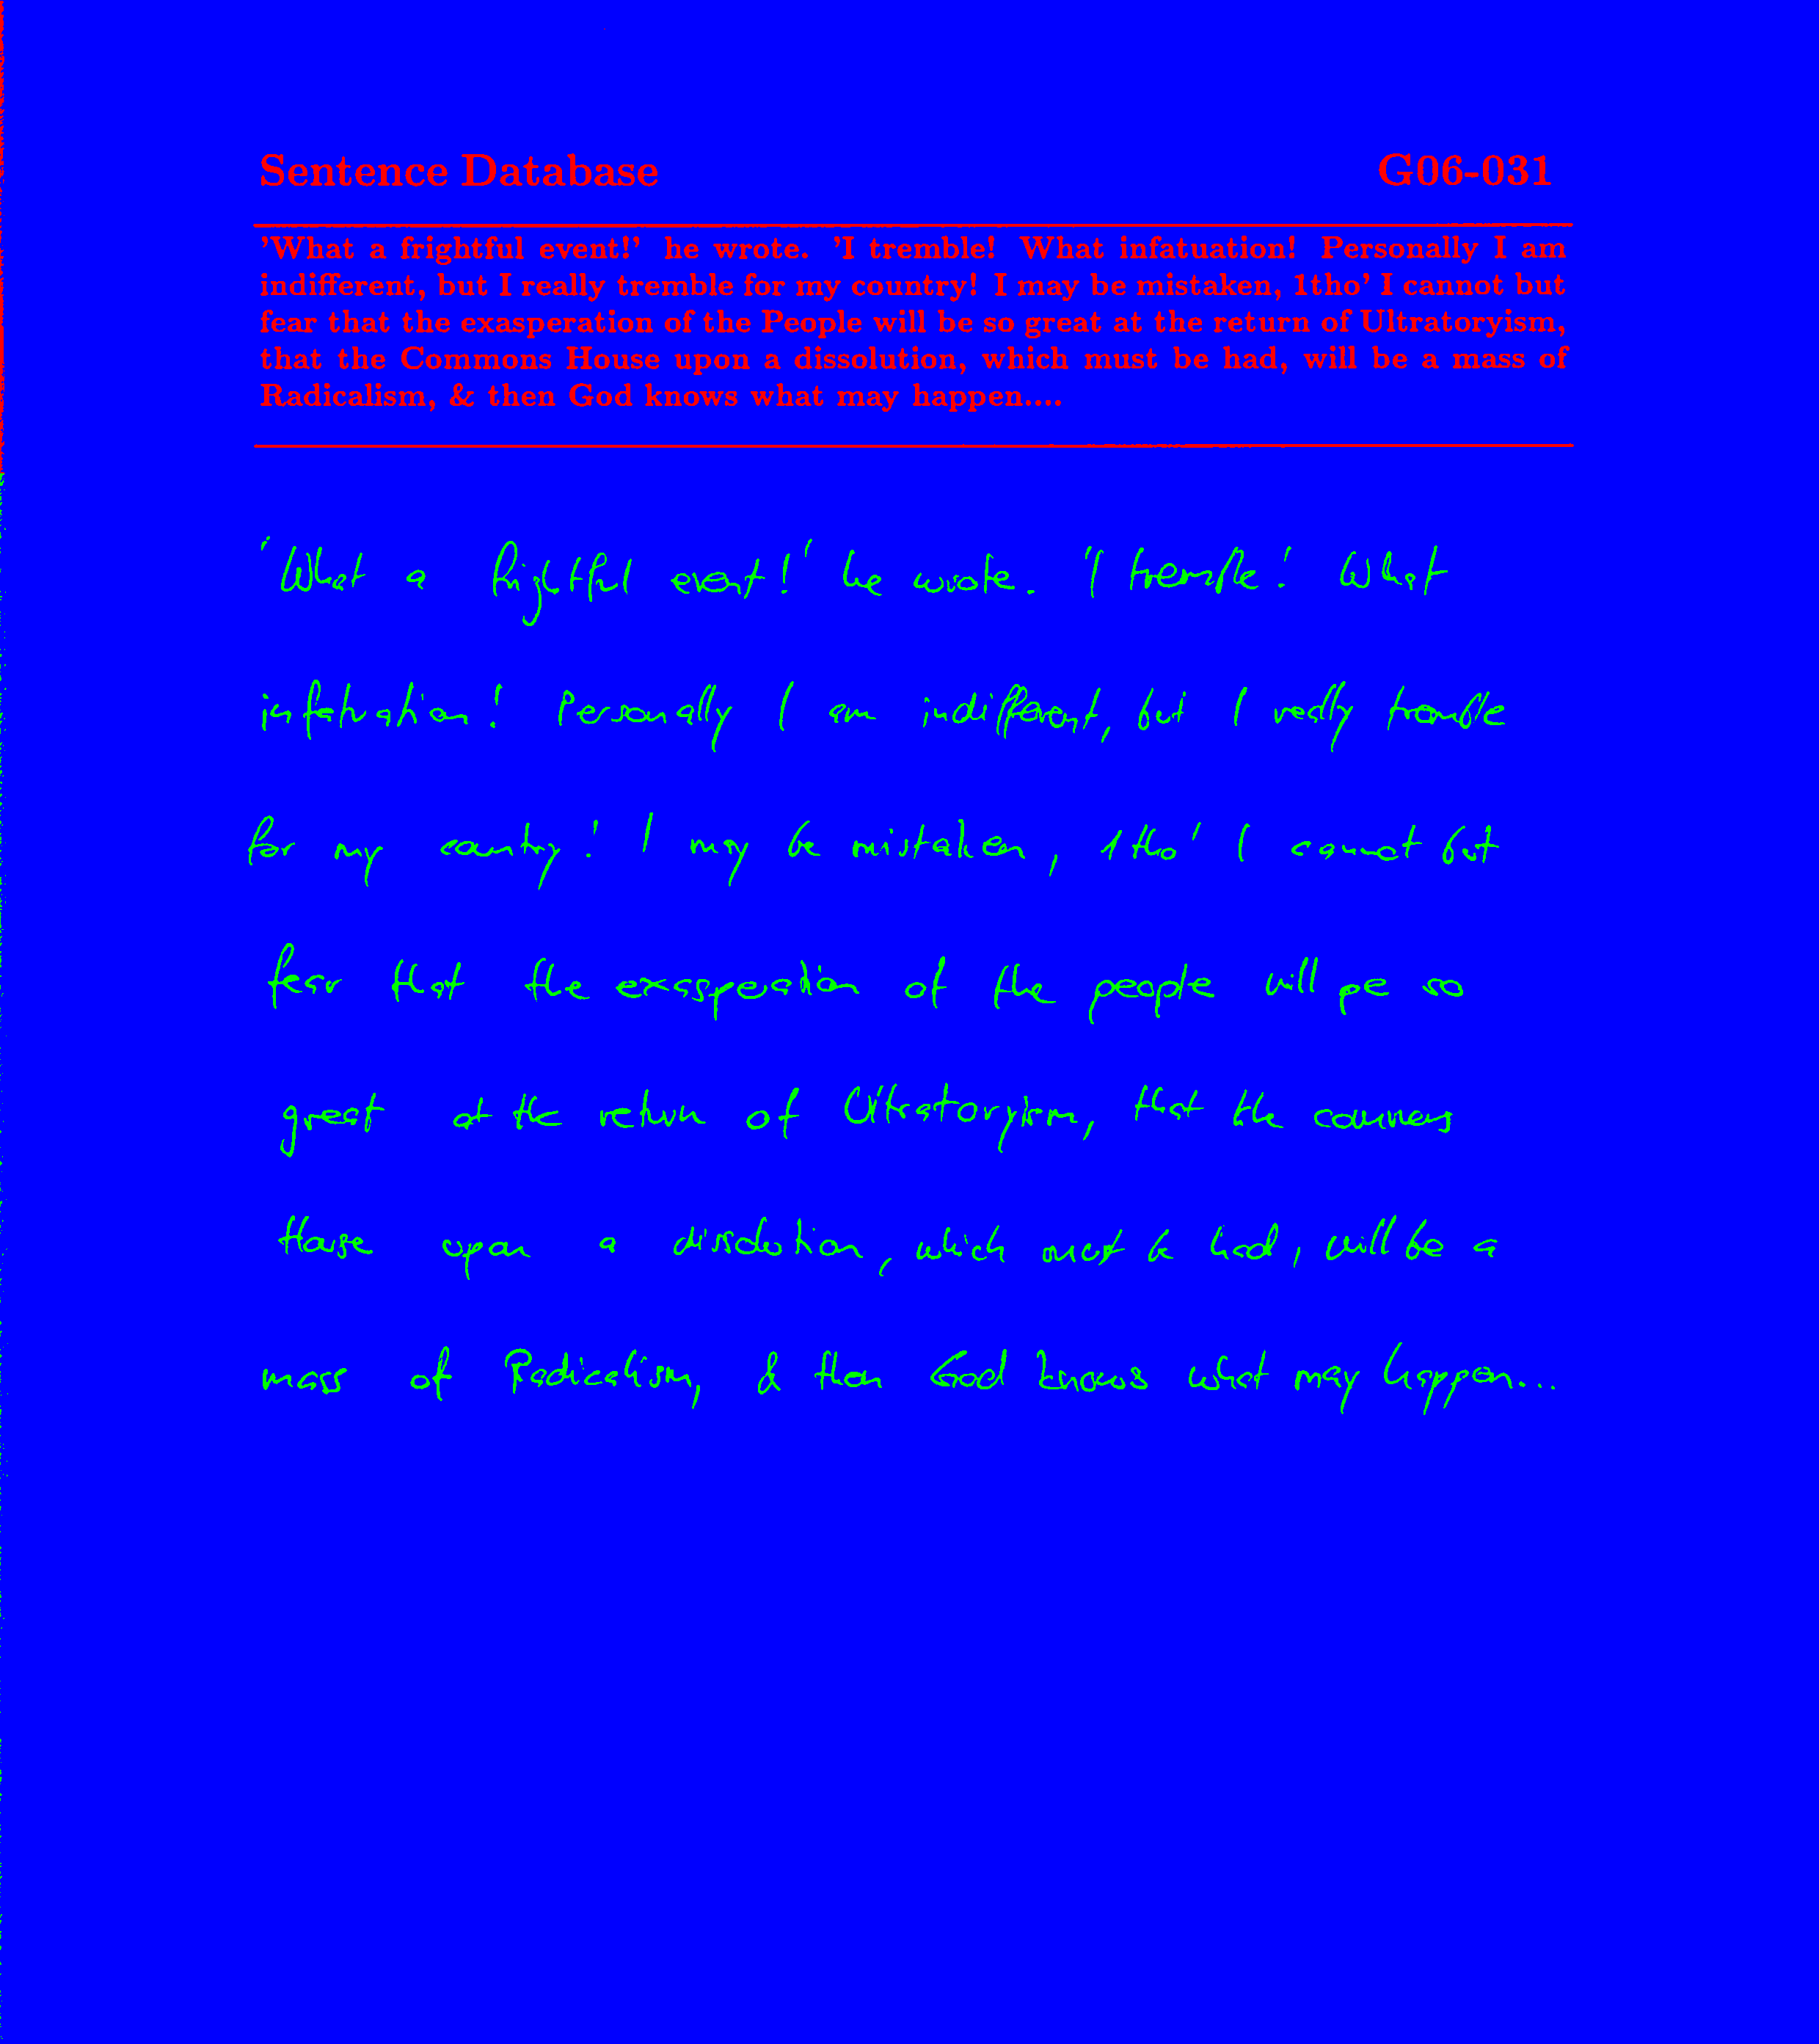 Sentence Database G06-031
'What a frightful event!' he wrote. 'I tremble! What infatuation! Personally I am
indifferent, but I really tremble for my country! I may be mistaken, 1tho' I cannot but
fear that the exasperation of the People will be so great at the return of Ultratoryism,
that the Commons House upon a dissolution, which must be had, will be a mass of
Radicalism, & then God knows what may happen....
'What a frightful event!' he wrote. 'I tremble! What
infatuation! Personally I am indifferent, but I really tremble
for my country! I may be mistaken, 1tho' I cannot but
fear that the exasperation of the people will pe so
great at the return of Ultratoryism, that the commons
House upon a dissolution, which must be had, will be a
mass of Radicalism, & then God knows what may happen...